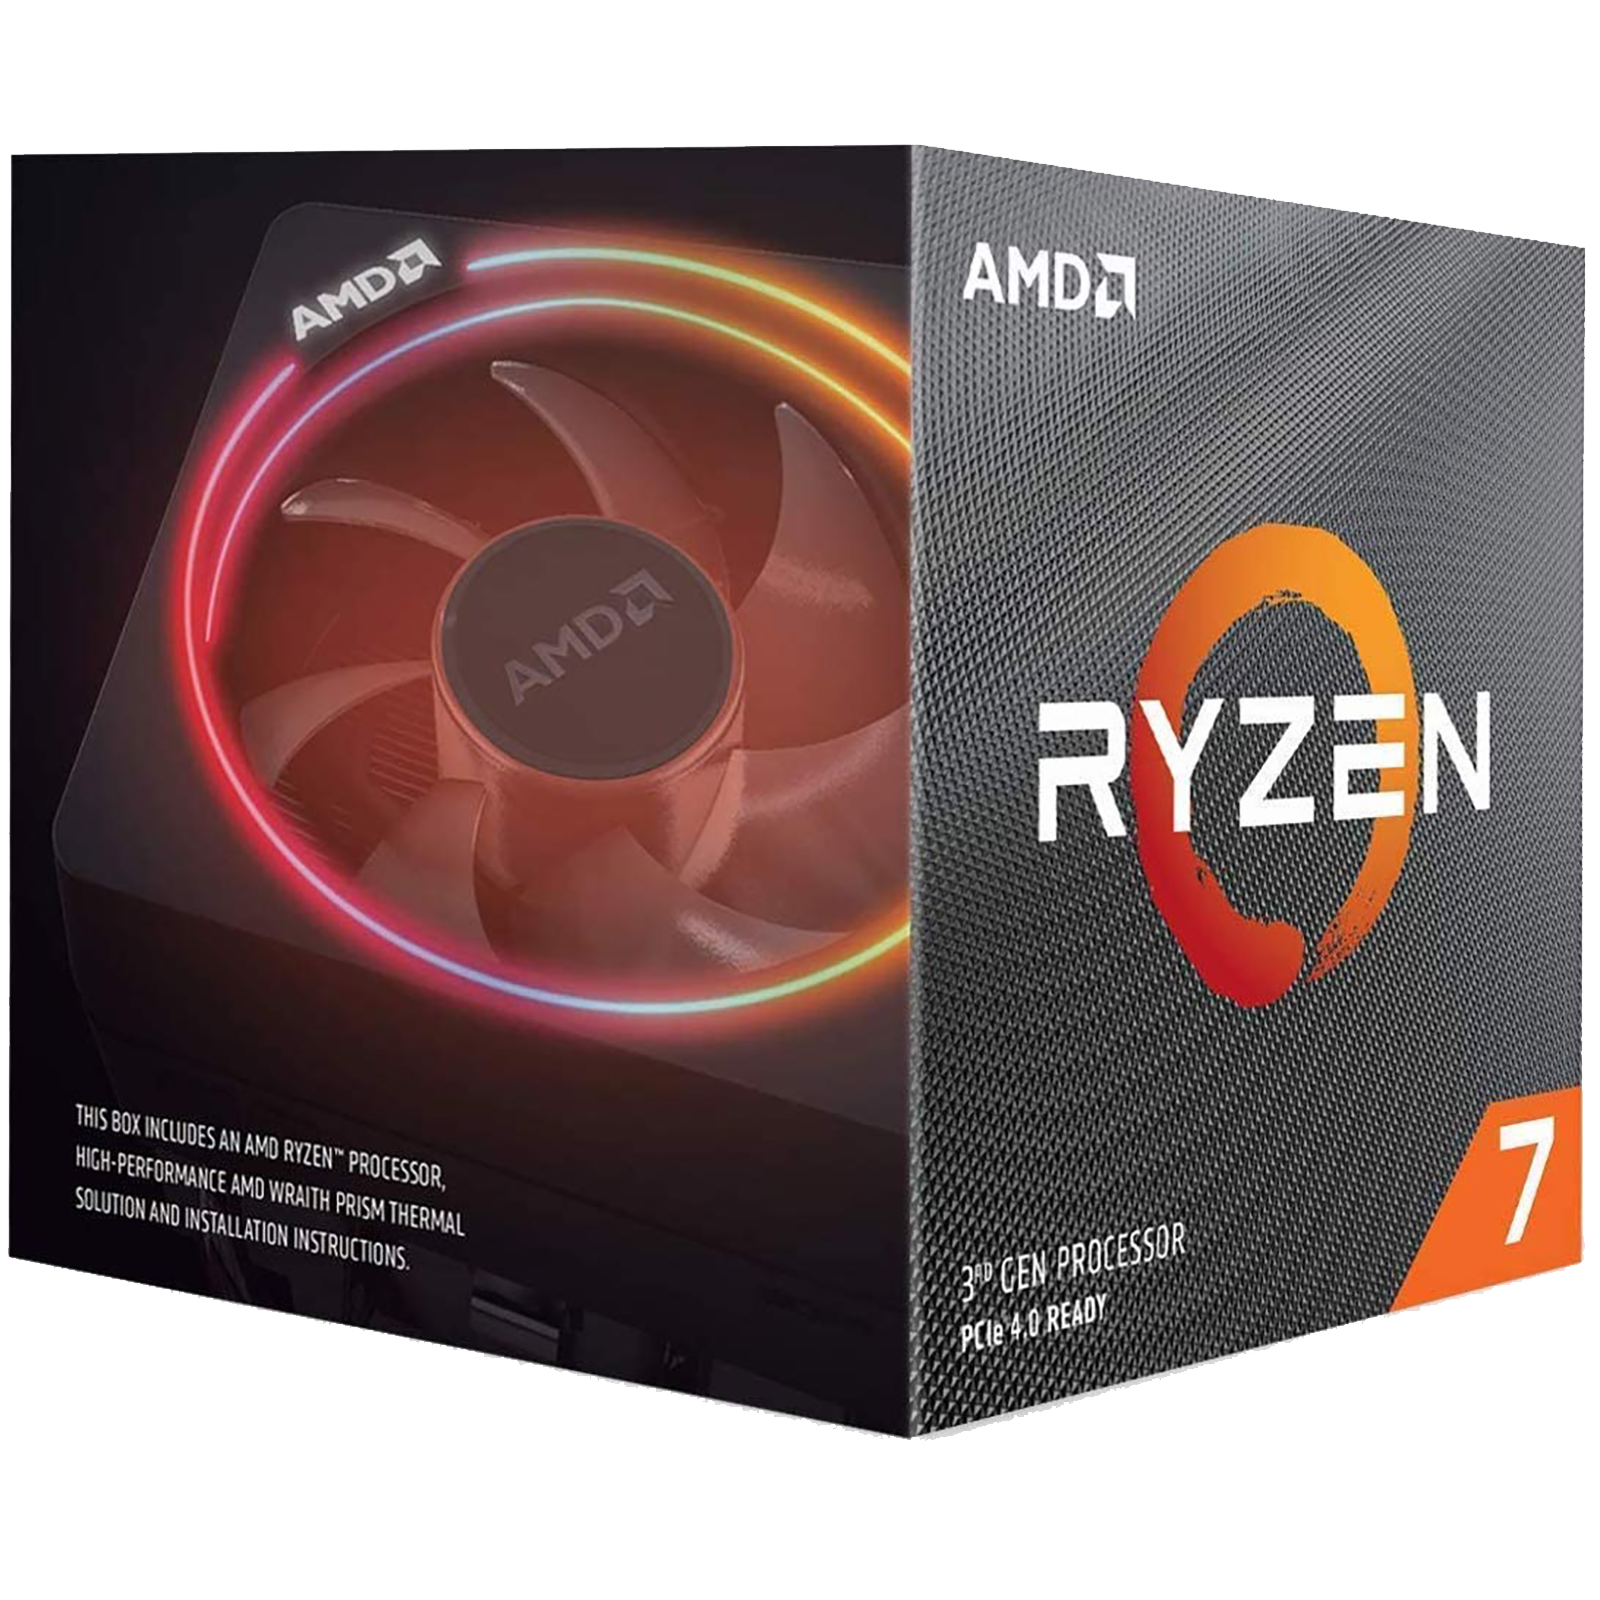 AMD
AMD
THIS BOX INCLUDES AN AMD RYZEN™ PROCESSOR,
HIGH-PERFORMANCE AMD WRAITH PRISM THERMAL
SOLUTION AND INSTALLATION INSTRUCTIONS.
AMD
RYZEN
7
3RD GEN PROCESSOR
PCIe 4.0 READY